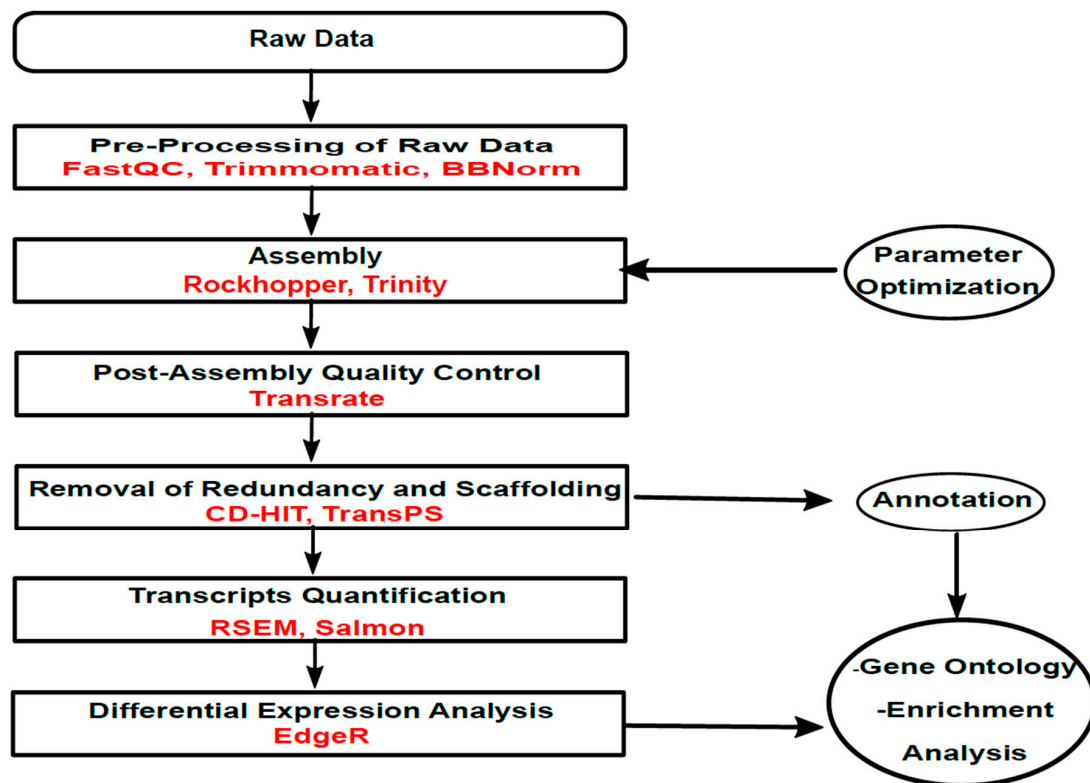 Raw Data
Pre-Processing of Raw Data
FastQC, Trimmomatic, BBNorm
Assembly
Rockhopper, Trinity
Parameter
Optimization
Post-Assembly Quality Control
Transrate
Removal of Redundancy and Scaffolding
CD-HIT, TransPS
Annotation
Transcripts Quantification
RSEM, Salmon
Differential Expression Analysis
EdgeR
-Gene Ontology
-Enrichment
Analysis